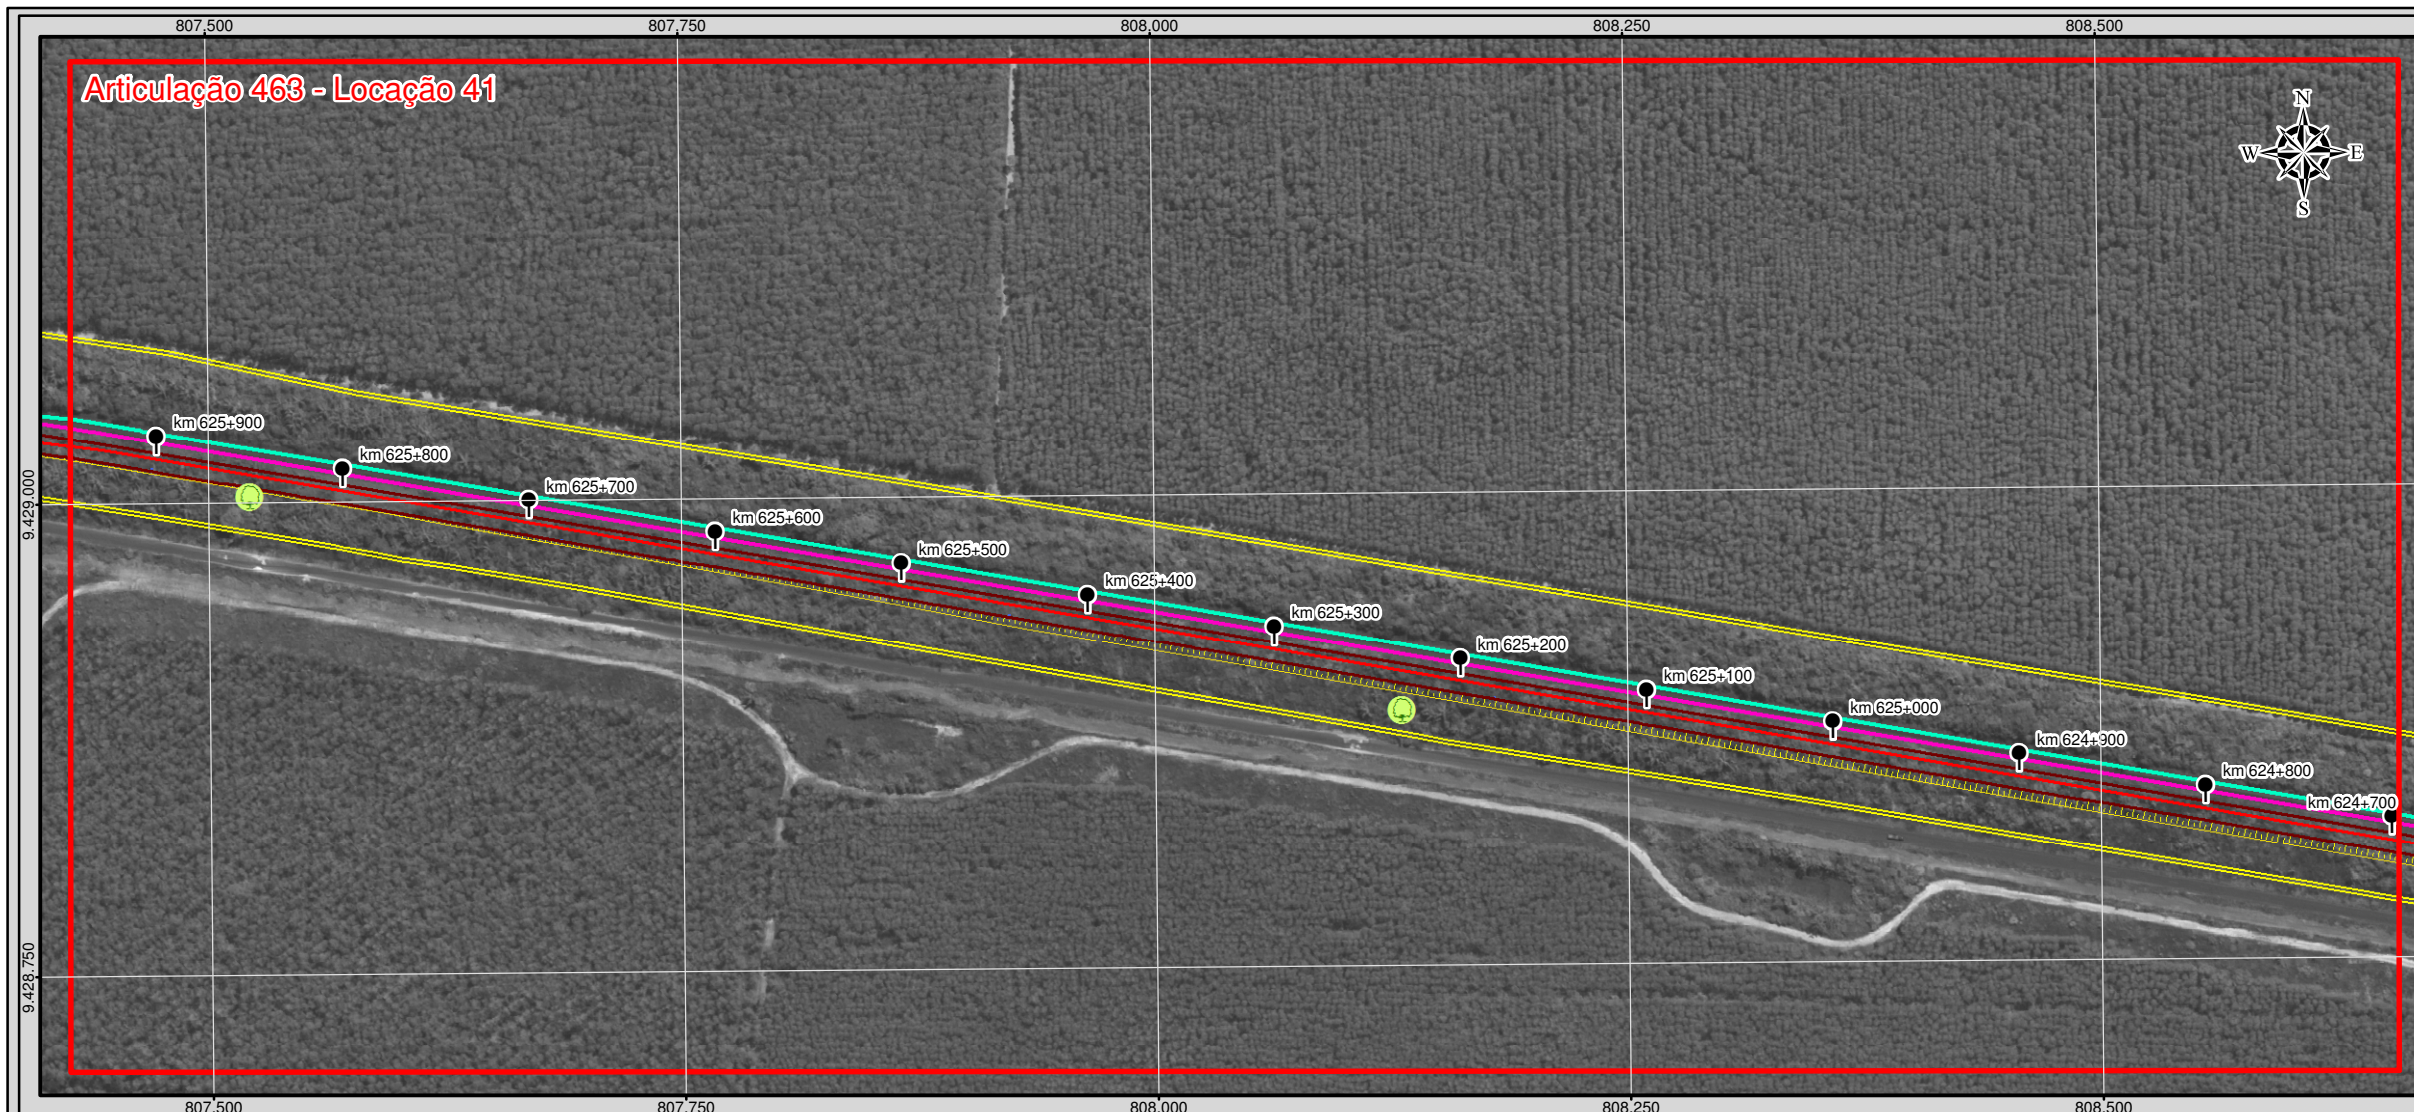 807.500
807.750
808.000
808.250
808.500
Articulação 463 - Locação 41
N
W
E
S
km 625+900
km 625+800
km 625+700
km 625+600
km 625+500
km 625+400
km 625+300
km 625+200
km 625+100
km 625+000
km 624+900
km 624+800
km 624+700
9.429.000
9.428.750
807.500
807.750
808.000
808.250
808.500